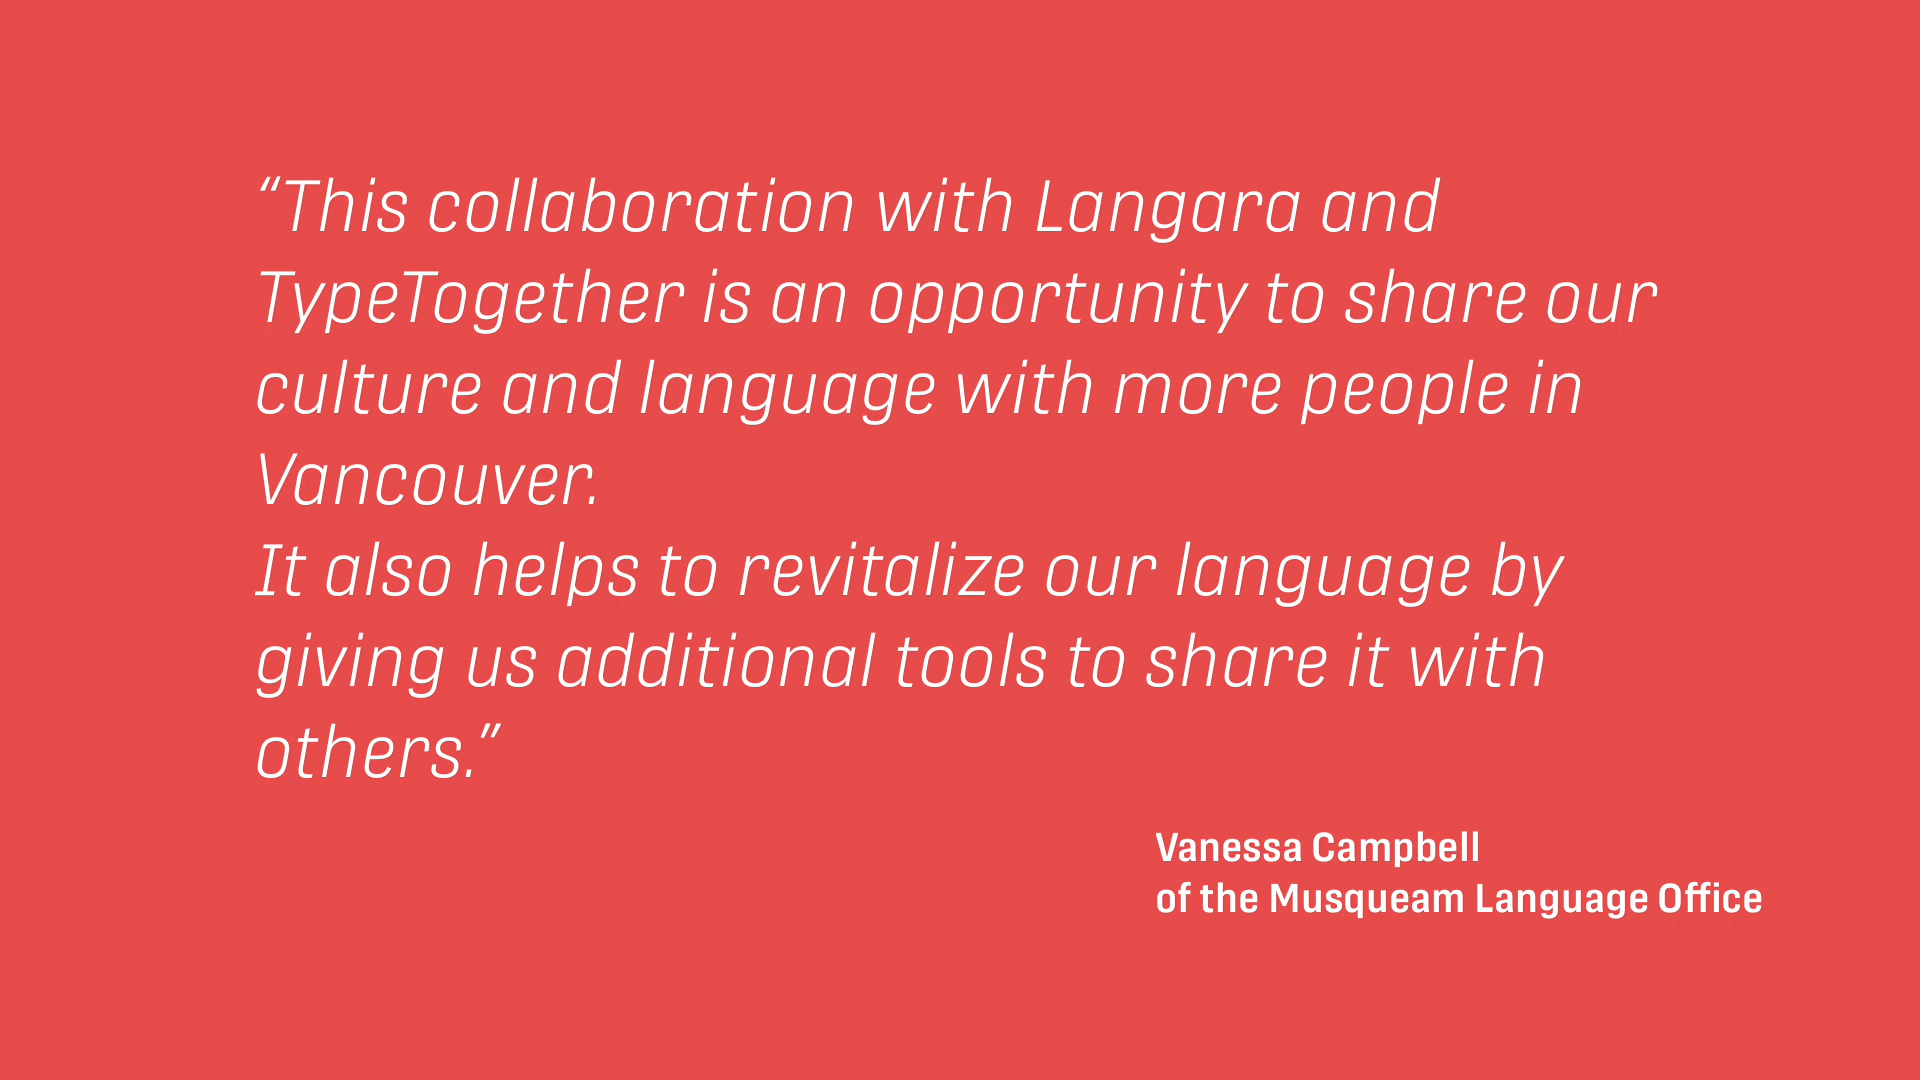 “This collaboration with Langara and
TypeTogether is an opportunity to share our
culture and language with more people in
Vancouver.
It also helps to revitalize our language by
giving us additional tools to share it with
others.”
Vanessa Campbell
of the Musqueam Language Office